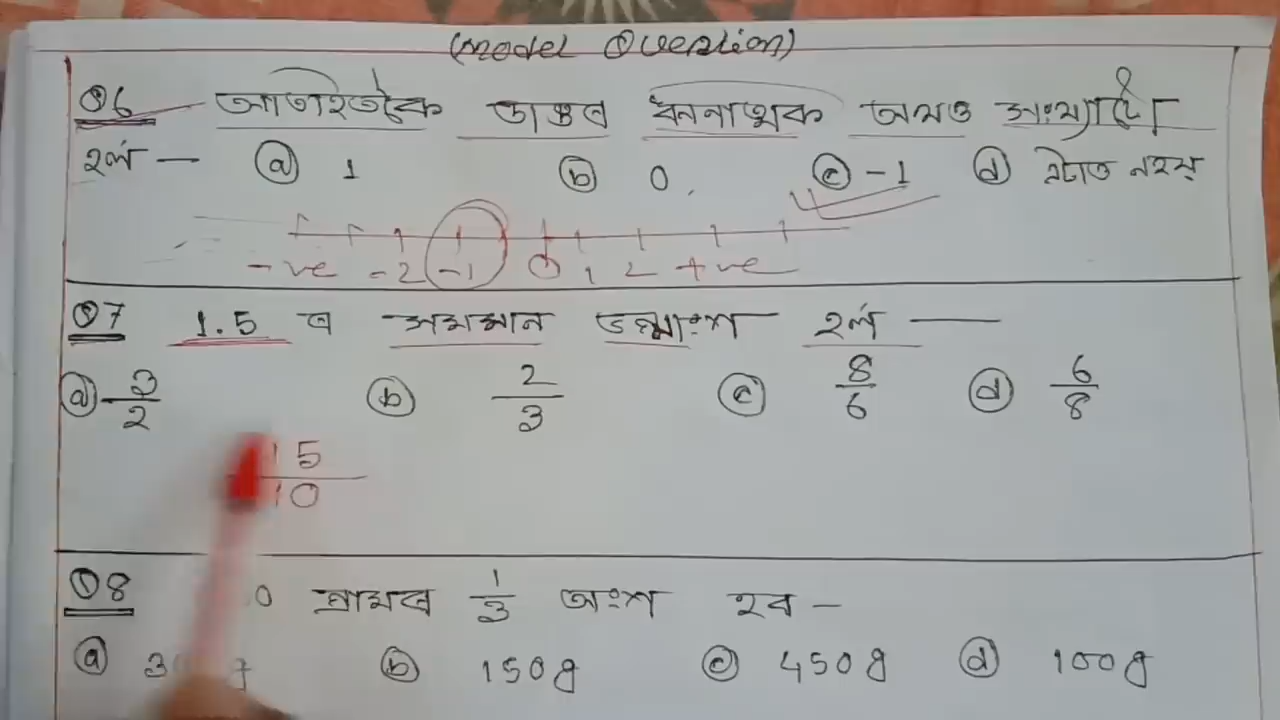 (Model Question)
Q6 আটাইতকৈ ডাঙৰ ঋনাত্মক অখণ্ড সংখ্যাটো
হ'ল — (a) 1 (b) 0 (c) -1 (d) এটাও নহয়
-ve -2 -1 0 1 2 +ve
Q7 1.5 ৰ সমমান ভগ্নাংশ হ'ল —
(a) 3/2 (b) 2/3 (c) 8/6 (d) 6/8
15/10
Q8 গ্ৰামৰ 1/3 অংশ হব —
(a) (b) 150g (c) 450g (d) 100g